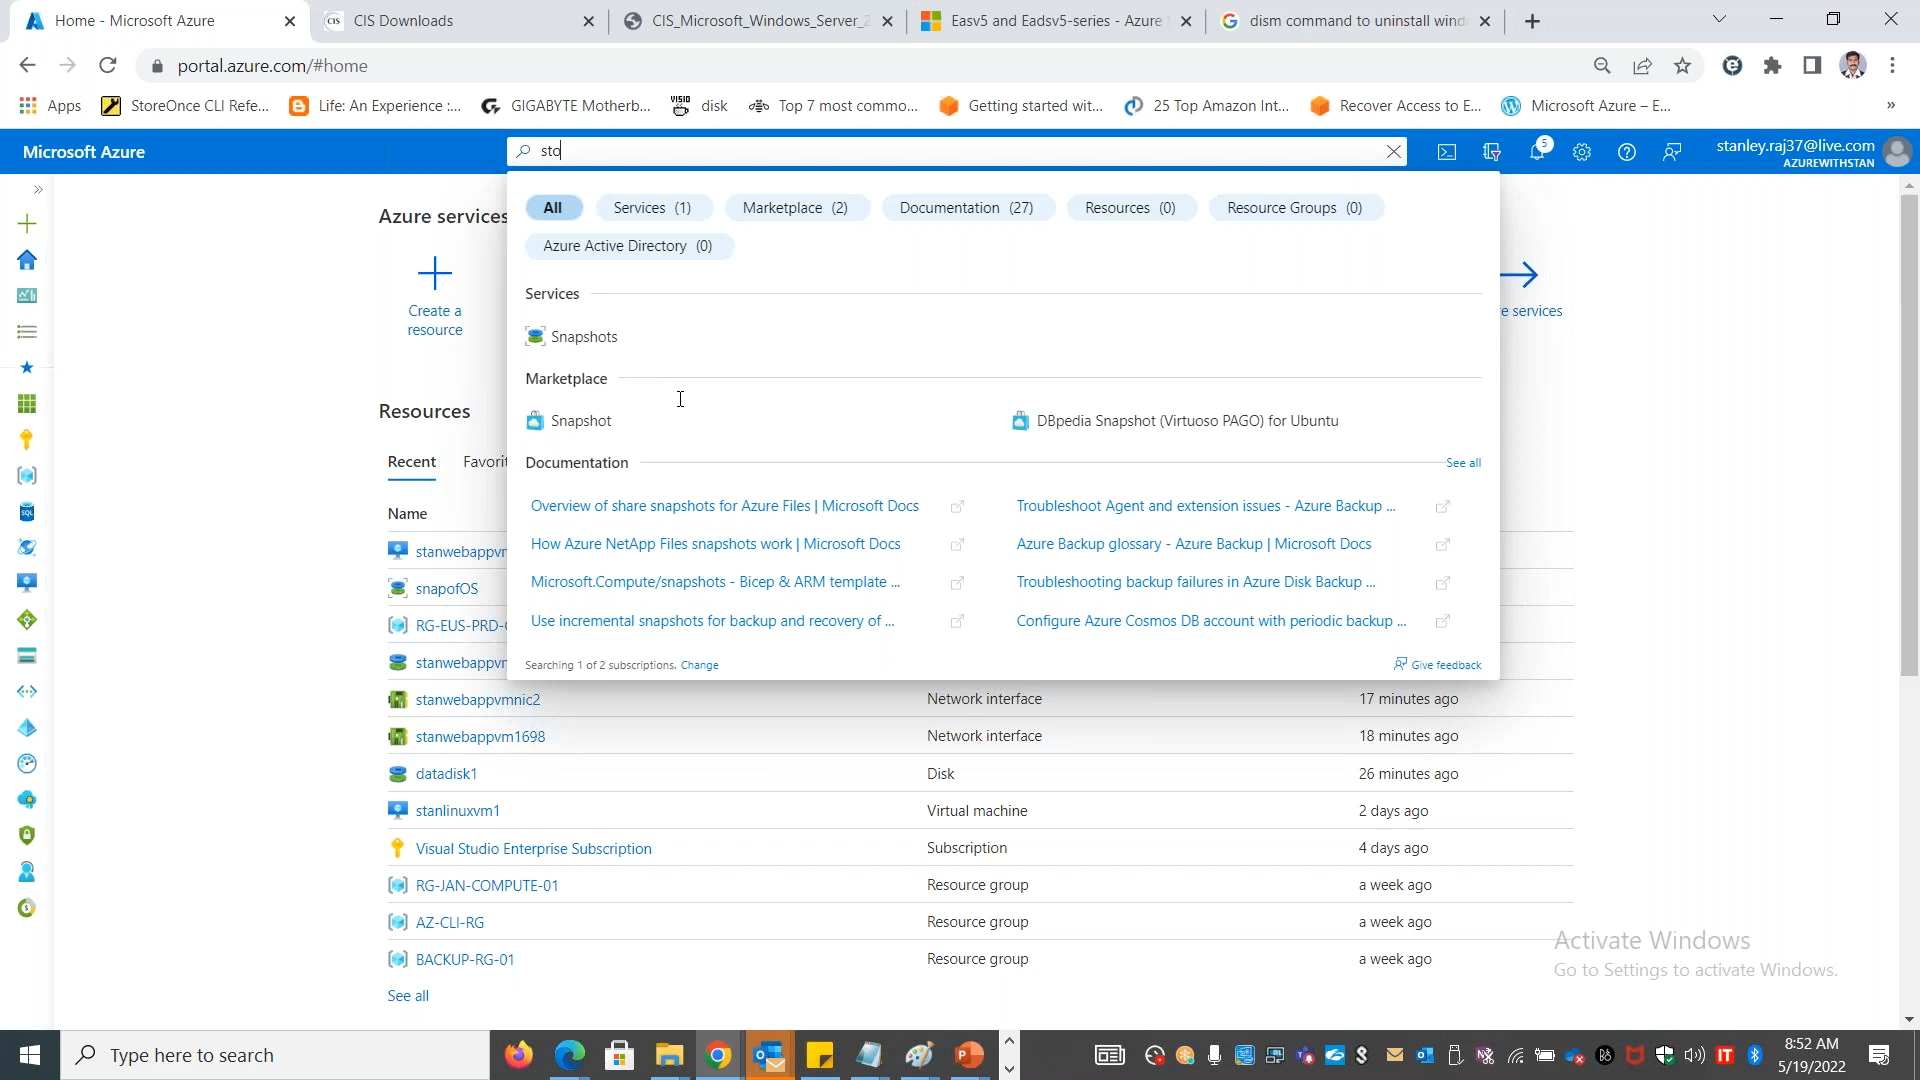 Home - Microsoft Azure
CIS Downloads
CIS_Microsoft_Windows_Server_2
Easv5 and Eadsv5-series - Azure
dism command to uninstall wind
portal.azure.com/#home
Apps
StoreOnce CLI Refe...
Life: An Experience :...
GIGABYTE Motherb...
disk
Top 7 most commo...
Getting started wit...
25 Top Amazon Int...
Recover Access to E...
Microsoft Azure – E...
»
Microsoft Azure
sto
5
stanley.raj37@live.com
AZUREWITHSTAN
Azure services
All
Services (1)
Marketplace (2)
Documentation (27)
Resources (0)
Resource Groups (0)
Azure Active Directory (0)
Create a
resource
e services
Services
Snapshots
Marketplace
Snapshot
DBpedia Snapshot (Virtuoso PAGO) for Ubuntu
Documentation
See all
Overview of share snapshots for Azure Files | Microsoft Docs
Troubleshoot Agent and extension issues - Azure Backup ...
How Azure NetApp Files snapshots work | Microsoft Docs
Azure Backup glossary - Azure Backup | Microsoft Docs
Microsoft.Compute/snapshots - Bicep & ARM template ...
Troubleshooting backup failures in Azure Disk Backup ...
Use incremental snapshots for backup and recovery of ...
Configure Azure Cosmos DB account with periodic backup ...
Searching 1 of 2 subscriptions. Change
Give feedback
Resources
Recent
Favorit
Name
stanwebappvm
snapofOS
RG-EUS-PRD-
stanwebappvm
stanwebappvmnic2 Network interface 17 minutes ago
stanwebappvm1698 Network interface 18 minutes ago
datadisk1 Disk 26 minutes ago
stanlinuxvm1 Virtual machine 2 days ago
Visual Studio Enterprise Subscription Subscription 4 days ago
RG-JAN-COMPUTE-01 Resource group a week ago
AZ-CLI-RG Resource group a week ago
BACKUP-RG-01 Resource group a week ago
See all
Activate Windows
Go to Settings to activate Windows.
Type here to search
8:52 AM
5/19/2022